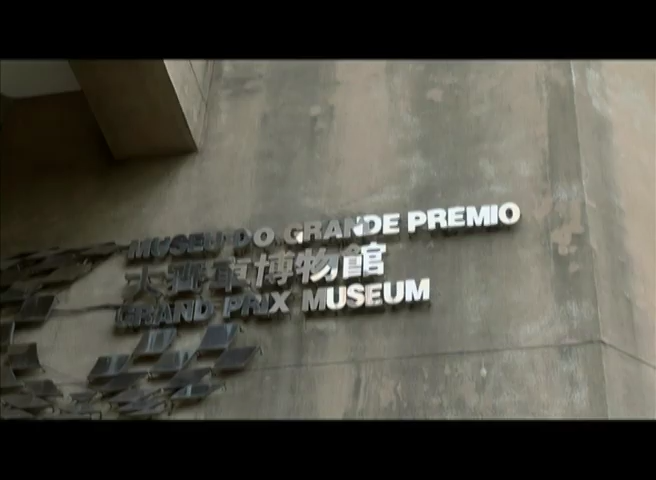 MUSEU DO GRANDE PREMIO
大賽車博物館
GRAND PRIX MUSEUM